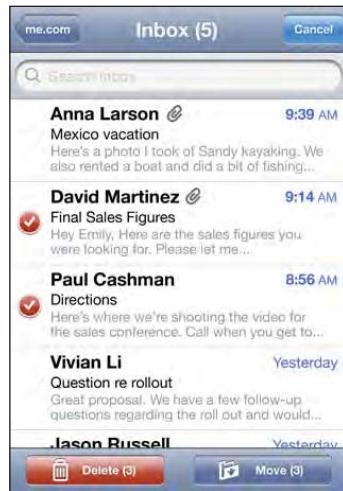 me.com
Inbox (5)
Cancel
Search Inbox
Anna Larson
9:39 AM
Mexico vacation
Here's a photo I took of Sandy kayaking. We
also rented a boat and did a bit of fishing...
David Martinez
9:14 AM
Final Sales Figures
Hey Emily, Here are the sales figures you
were looking for. Please let me...
Paul Cashman
8:56 AM
Directions
Here's where we're shooting the video for
the sales conference. Call when you get to...
Vivian Li
Yesterday
Question re rollout
Great proposal. We have a few follow-up
questions regarding the roll out and would...
Jason Russell
Yesterday
Delete (3)
Move (3)